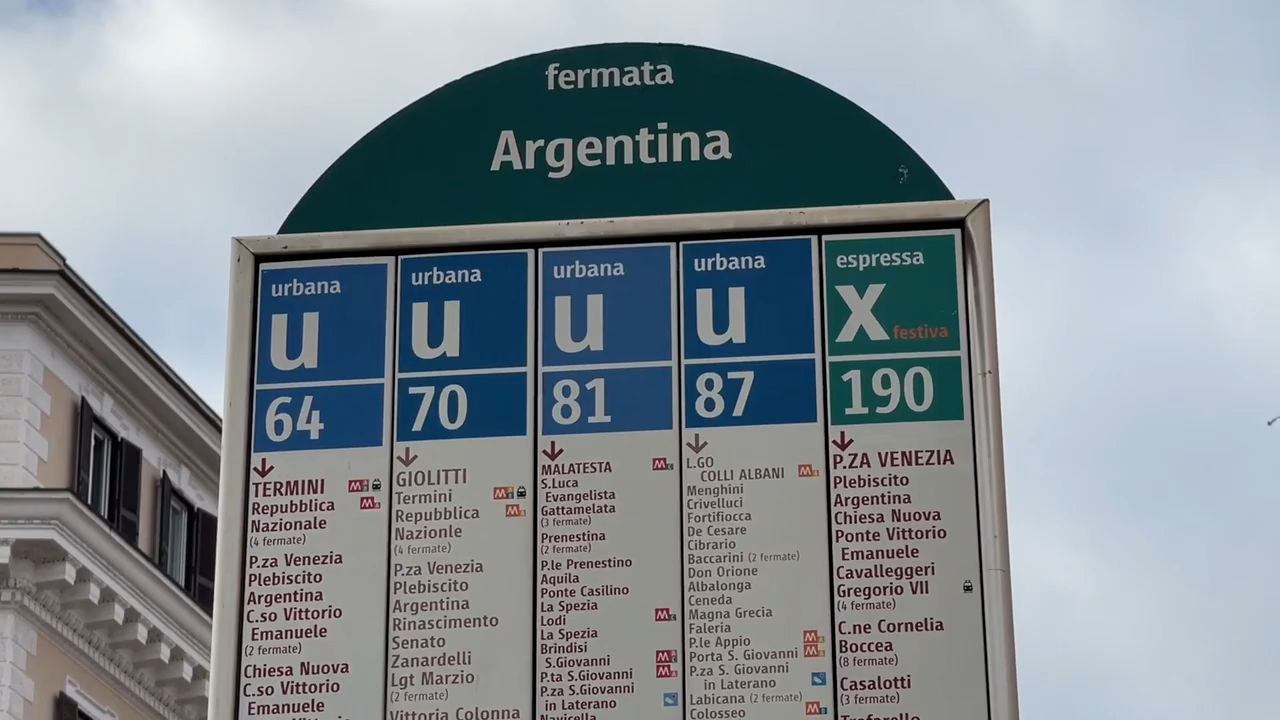 fermata
Argentina
urbana
u
64
TERMINI
Repubblica
Nazionale
(4 fermate)
P.za Venezia
Plebiscito
Argentina
C.so Vittorio
Emanuele
(2 fermate)
Chiesa Nuova
C.so Vittorio
Emanuele
urbana
u
70
GIOLITTI
Termini
Repubblica
Nazionle
(4 fermate)
P.za Venezia
Plebiscito
Argentina
Rinascimento
Senato
Zanardelli
Lgt Marzio
(2 fermate)
Vittoria Colonna
urbana
u
81
MALATESTA
S.Luca
Evangelista
Gattamelata
(3 fermate)
Prenestina
(2 fermate)
P.le Prenestino
Aquila
Ponte Casilino
La Spezia
Lodi
La Spezia
Brindisi
S.Giovanni
P.ta S.Giovanni
P.za S.Giovanni
Navicella
urbana
u
87
L.GO
COLLI ALBANI
Menghini
Crivelluci
Fortifiocca
De Cesare
Cibrario
Baccarini (2 fermate)
Don Orione
Albalonga
Ceneda
Magna Grecia
Faleria
P.le Appio
Porta S. Giovanni
P.za S. Giovanni
in Laterano
Labicana (2 fermate)
Colosseo
espressa
x festiva
190
P.ZA VENEZIA
Plebiscito
Argentina
Chiesa Nuova
Ponte Vittorio
Emanuele
Cavalleggeri
Gregorio VII
(4 fermate)
C.ne Cornelia
Boccea
(8 fermate)
Casalotti
(3 fermate)